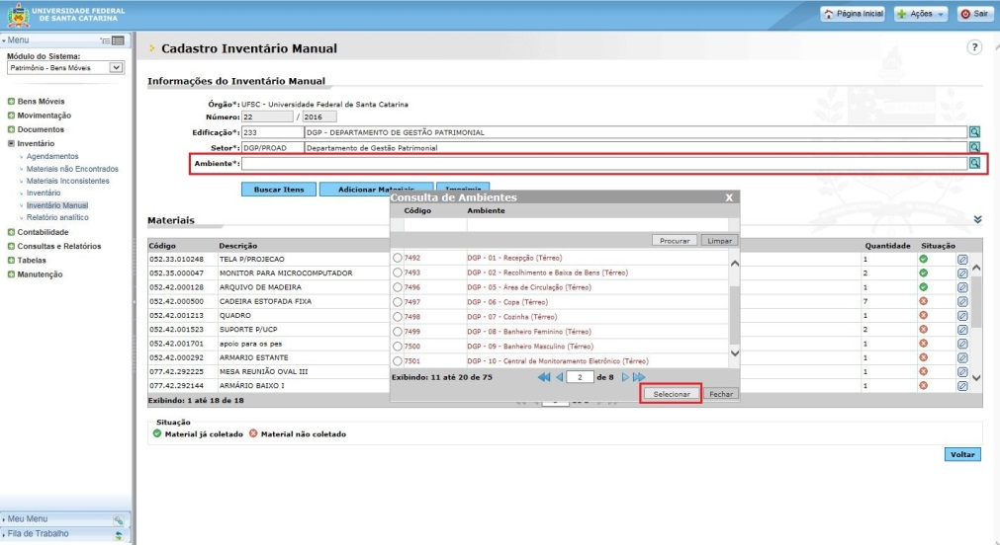 UNIVERSIDADE FEDERAL
DE SANTA CATARINA
Página Inicial
Ações
Sair
Menu
Módulo do Sistema:
Patrimônio - Bens Móveis
Bens Móveis
Movimentação
Documentos
Inventário
Agendamentos
Materiais não Encontrados
Materiais Inconsistentes
Inventário
Inventário Manual
Relatório analítico
Contabilidade
Consultas e Relatórios
Tabelas
Manutenção
Meu Menu
Fila de Trabalho
Cadastro Inventário Manual
?
Informações do Inventário Manual
Órgão*: UFSC - Universidade Federal de Santa Catarina
Número: 22 / 2016
Edificação*: 233 DGP - DEPARTAMENTO DE GESTÃO PATRIMONIAL
Setor*: DGP/PROAD Departamento de Gestão Patrimonial
Ambiente*:
Buscar Itens
Adicionar Materiais
Imprimir
Materiais
Código Descrição Quantidade Situação
052.33.010248 TELA P/PROJECAO 1
052.35.000047 MONITOR PARA MICROCOMPUTADOR 2
052.42.000128 ARQUIVO DE MADEIRA 1
052.42.000500 CADEIRA ESTOFADA FIXA 7
052.42.001213 QUADRO 1
052.42.001523 SUPORTE P/UCP 2
052.42.001701 apoio para os pes 1
052.42.000292 ARMARIO ESTANTE 1
077.42.292225 MESA REUNIÃO OVAL III 1
077.42.292144 ARMÁRIO BAIXO I 1
Exibindo: 1 até 18 de 18
Consulta de Ambientes X
Código Ambiente
Procurar
Limpar
7492 DGP - 01 - Recepção (Térreo)
7493 DGP - 02 - Recolhimento e Baixa de Bens (Térreo)
7496 DGP - 05 - Área de Circulação (Térreo)
7497 DGP - 06 - Copa (Térreo)
7498 DGP - 07 - Cozinha (Térreo)
7499 DGP - 08 - Banheiro Feminino (Térreo)
7500 DGP - 09 - Banheiro Masculino (Térreo)
7501 DGP - 10 - Central de Monitoramento Eletrônico (Térreo)
Exibindo: 11 até 20 de 75
2 de 8
Selecionar
Fechar
Situação
Material já coletado
Material não coletado
Voltar